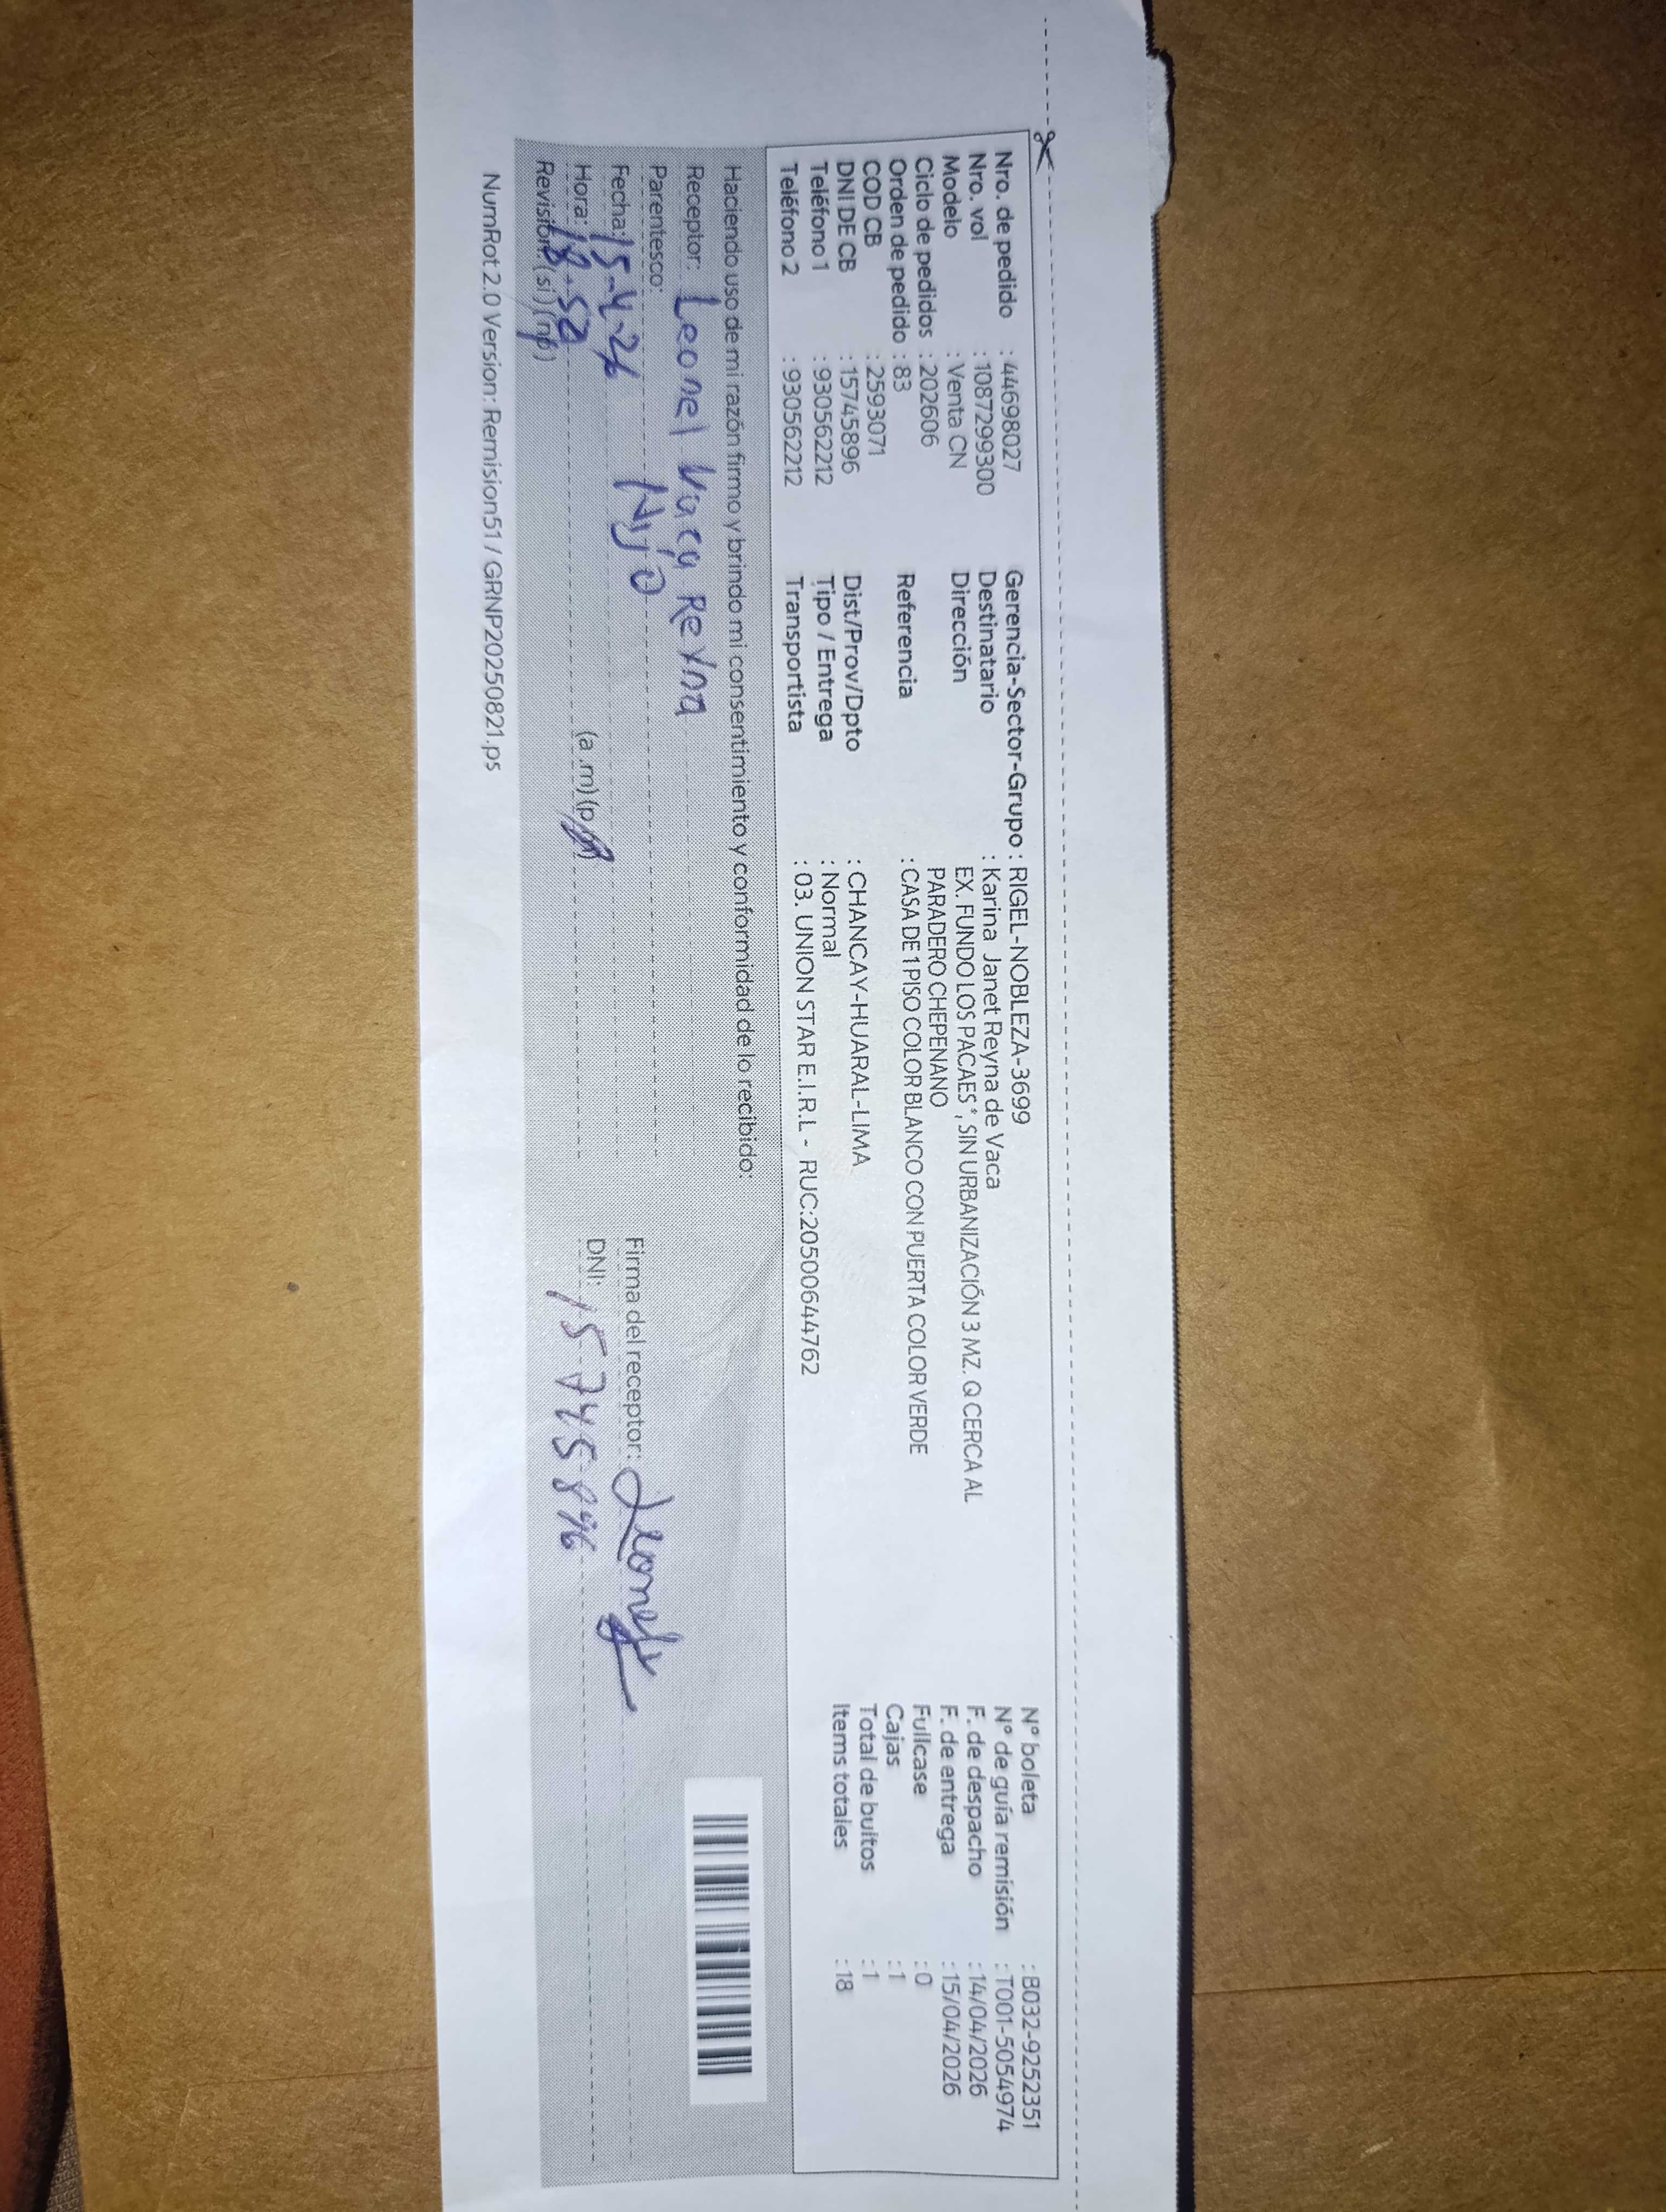 Nro. de pedido : 44698027
Nro. vol : 1087299300
Modelo : Venta CN
Ciclo de pedidos : 202606
Orden de pedido : 83
COD CB : 2593071
DNI DE CB : 15745896
Teléfono 1 : 930562212
Teléfono 2 : 930562212
Gerencia-Sector-Grupo : RIGEL-NOBLEZA-3699
Destinatario : Karina Janet Reyna de Vaca
Dirección EX. FUNDO LOS PACAES *, SIN URBANIZACIÓN 3 MZ. Q CERCA AL
PARADERO CHEPENANO
Referencia : CASA DE 1 PISO COLOR BLANCO CON PUERTA COLOR VERDE
Dist/Prov/Dpto : CHANCAY-HUARAL-LIMA
Tipo / Entrega : Normal
Transportista : 03. UNION STAR E.I.R.L - RUC:20500644762
N° boleta : B032-9252351
N° de guía remisión : T001-5054974
F. de despacho : 14/04/2026
F. de entrega : 15/04/2026
Fullcase : 0
Cajas : 1
Total de bultos : 1
Items totales : 18
Haciendo uso de mi razón firmo y brindo mi consentimiento y conformidad de lo recibido:
Receptor: Leonel Vaca Reyna
Parentesco: Hijo
Fecha: 15-4-26
Hora: 18-52 (a.m) (p.m)
Revisión: (si) (no)
Firma del receptor: Leonel
DNI: 15745896
NumRot 2.0 Version: Remision51 / GRNP20250821.ps